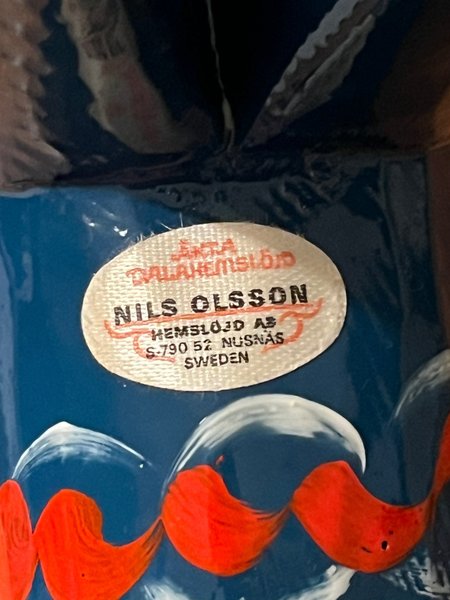 ÄKTA
DALAHEMSLÖJD
NILS OLSSON
HEMSLÖJD AB
S-790 52 NUSNÄS
SWEDEN